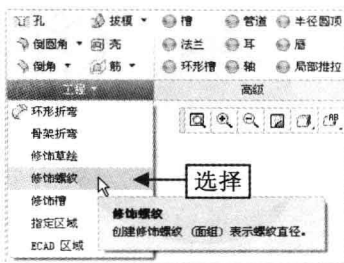 孔 拔模 槽 管道 半径圆顶
倒圆角 壳 法兰 耳 唇
倒角 筋 环形槽 轴 局部推拉
工程 高级
环形折弯
骨架折弯
修饰草绘
修饰螺纹
选择
修饰槽
修饰螺纹
指定区域
创建修饰螺纹（面组）表示螺纹直径。
ECAD 区域